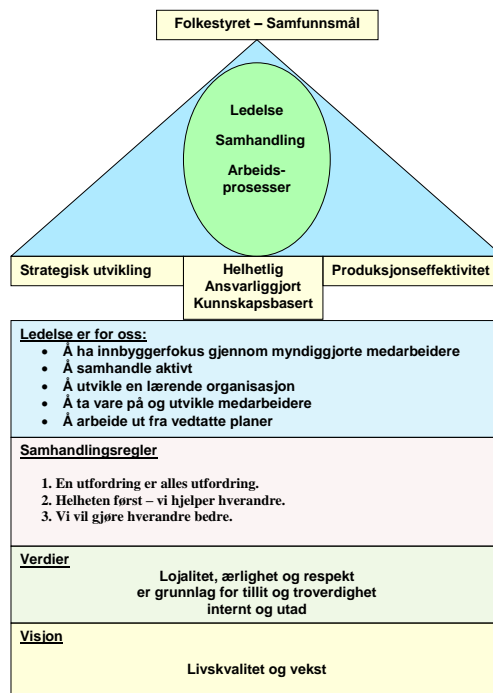 Folkestyret – Samfunnsmål
Ledelse
Samhandling
Arbeids-
prosesser
Strategisk utvikling
Helhetlig
Ansvarliggjort
Kunnskapsbasert
Produksjonseffektivitet
Ledelse er for oss:
• Å ha innbyggerfokus gjennom myndiggjorte medarbeidere
• Å samhandle aktivt
• Å utvikle en lærende organisasjon
• Å ta vare på og utvikle medarbeidere
• Å arbeide ut fra vedtatte planer
Samhandlingsregler
1. En utfordring er alles utfordring.
2. Helheten først – vi hjelper hverandre.
3. Vi vil gjøre hverandre bedre.
Verdier
Lojalitet, ærlighet og respekt
er grunnlag for tillit og troverdighet
internt og utad
Visjon
Livskvalitet og vekst